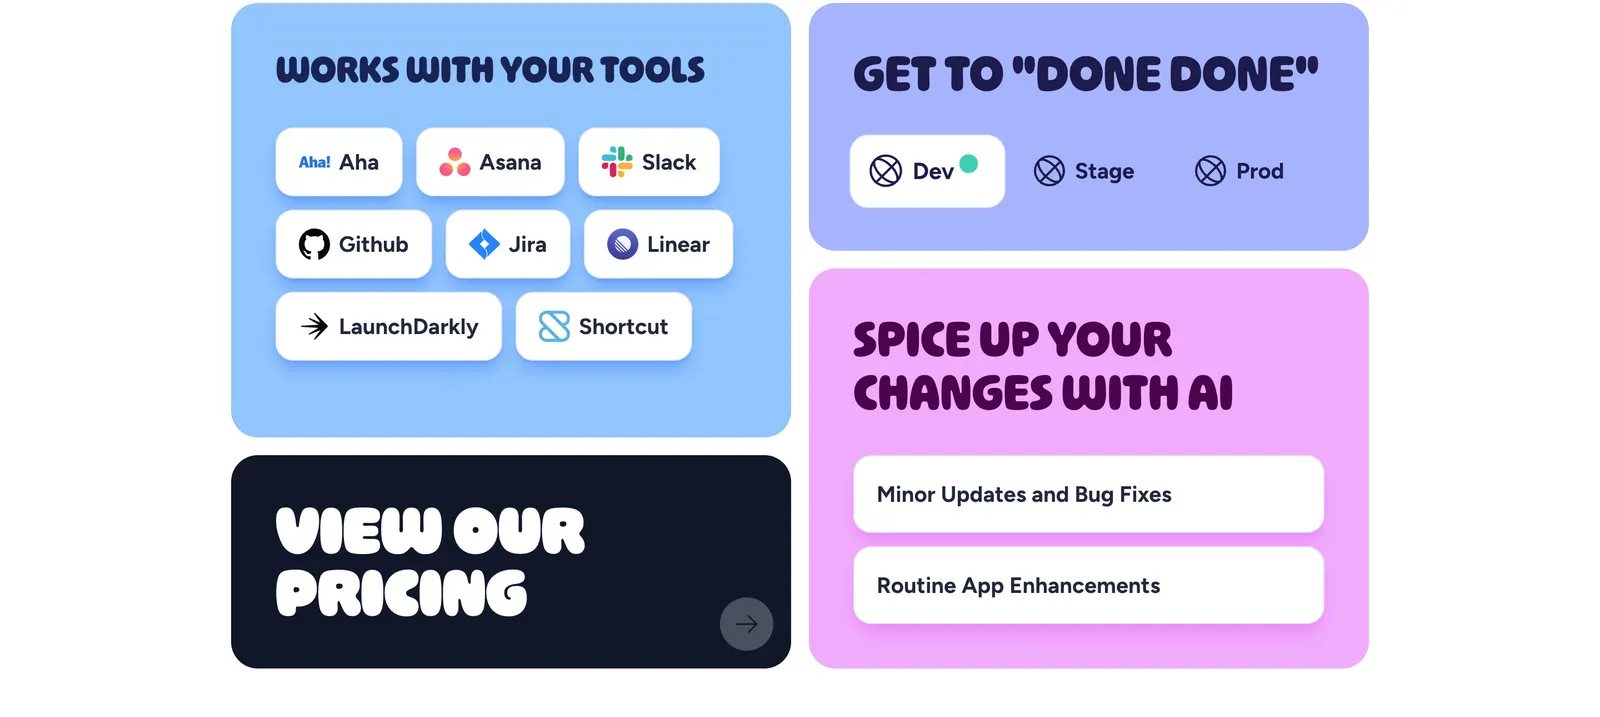 WORKS WITH YOUR TOOLS
Aha! Aha
Asana
Slack
Github
Jira
Linear
LaunchDarkly
Shortcut
VIEW OUR
PRICING
GET TO "DONE DONE"
Dev
Stage
Prod
SPICE UP YOUR
CHANGES WITH AI
Minor Updates and Bug Fixes
Routine App Enhancements